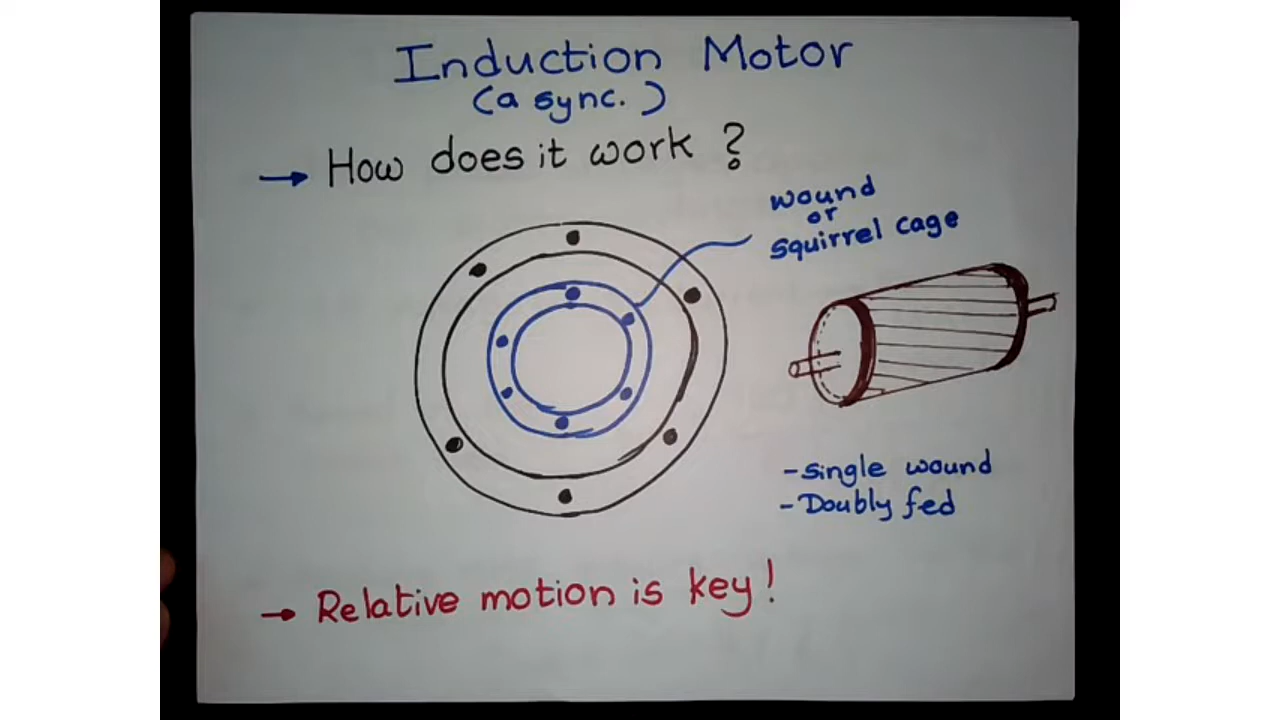 Induction Motor
(a sync.)
→ How does it work ?
wound
or
squirrel cage
- single wound
- Doubly fed
→ Relative motion is key!